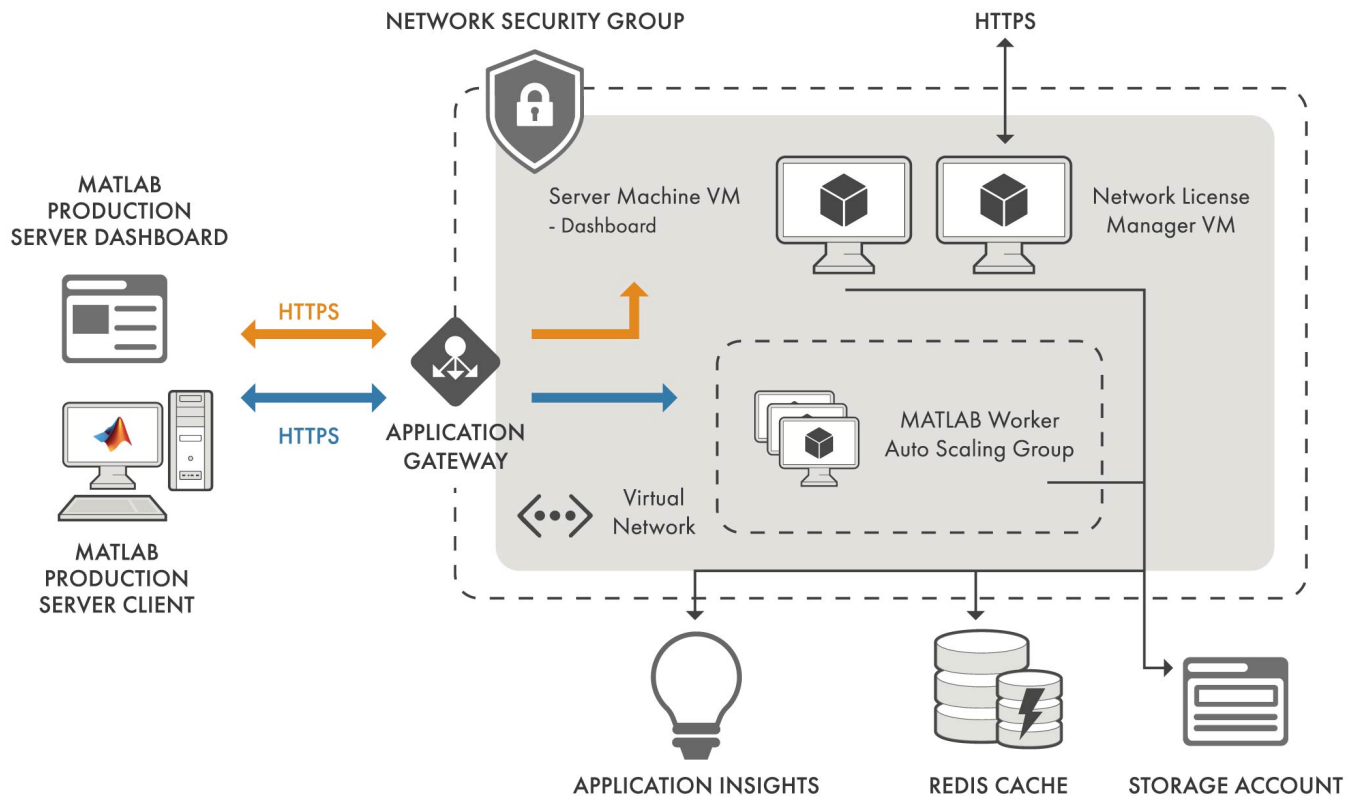 NETWORK SECURITY GROUP
HTTPS
MATLAB
PRODUCTION
SERVER DASHBOARD
Server Machine VM
- Dashboard
Network License
Manager VM
HTTPS
HTTPS
APPLICATION
GATEWAY
MATLAB Worker
Auto Scaling Group
Virtual
Network
MATLAB
PRODUCTION
SERVER CLIENT
APPLICATION INSIGHTS
REDIS CACHE
STORAGE ACCOUNT